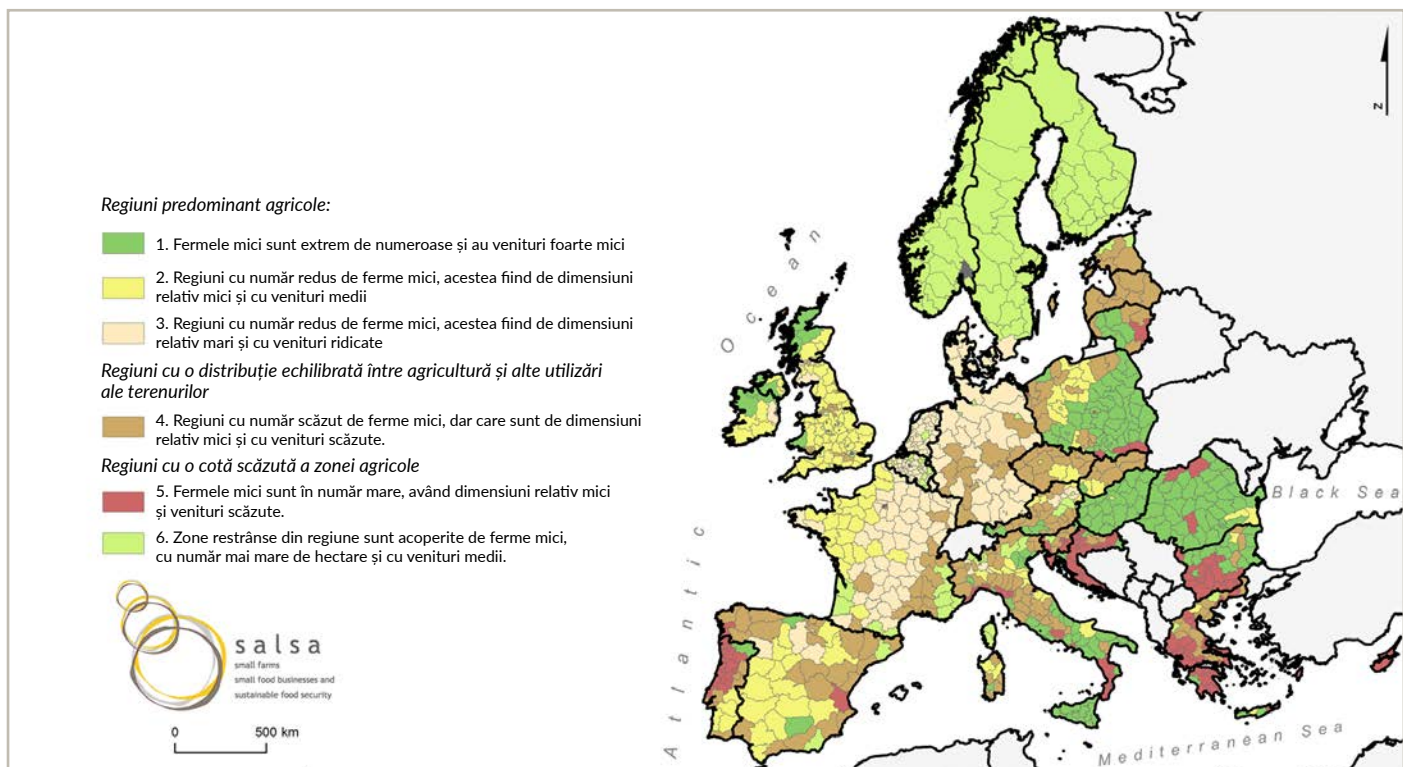 Regiuni predominant agricole:
1. Fermele mici sunt extrem de numeroase și au venituri foarte mici
2. Regiuni cu număr redus de ferme mici, acestea fiind de dimensiuni
relativ mici și cu venituri medii
3. Regiuni cu număr redus de ferme mici, acestea fiind de dimensiuni
relativ mari și cu venituri ridicate
Regiuni cu o distribuție echilibrată între agricultură și alte utilizări
ale terenurilor
4. Regiuni cu număr scăzut de ferme mici, dar care sunt de dimensiuni
relativ mici și cu venituri scăzute.
Regiuni cu o cotă scăzută a zonei agricole
5. Fermele mici sunt în număr mare, având dimensiuni relativ mici
și venituri scăzute.
6. Zone restrânse din regiune sunt acoperite de ferme mici,
cu număr mai mare de hectare și cu venituri medii.
salsa
small farms
small food businesses and
sustainable food security
0 500 km
Atlantic Ocean
Black Sea
Mediterranean Sea
N